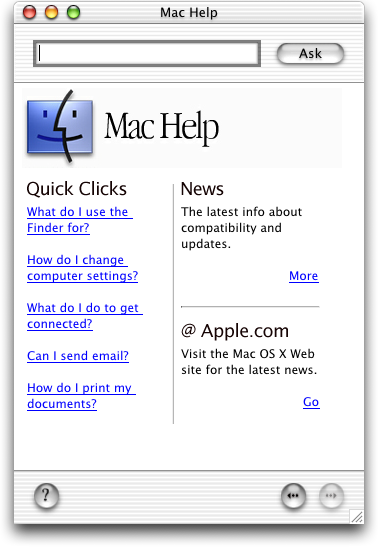 Mac Help
Ask
Mac Help
Quick Clicks
What do I use the
Finder for?
How do I change
computer settings?
What do I do to get
connected?
Can I send email?
How do I print my
documents?
News
The latest info about
compatibility and
updates.
More
@ Apple.com
Visit the Mac OS X Web
site for the latest news.
Go
?